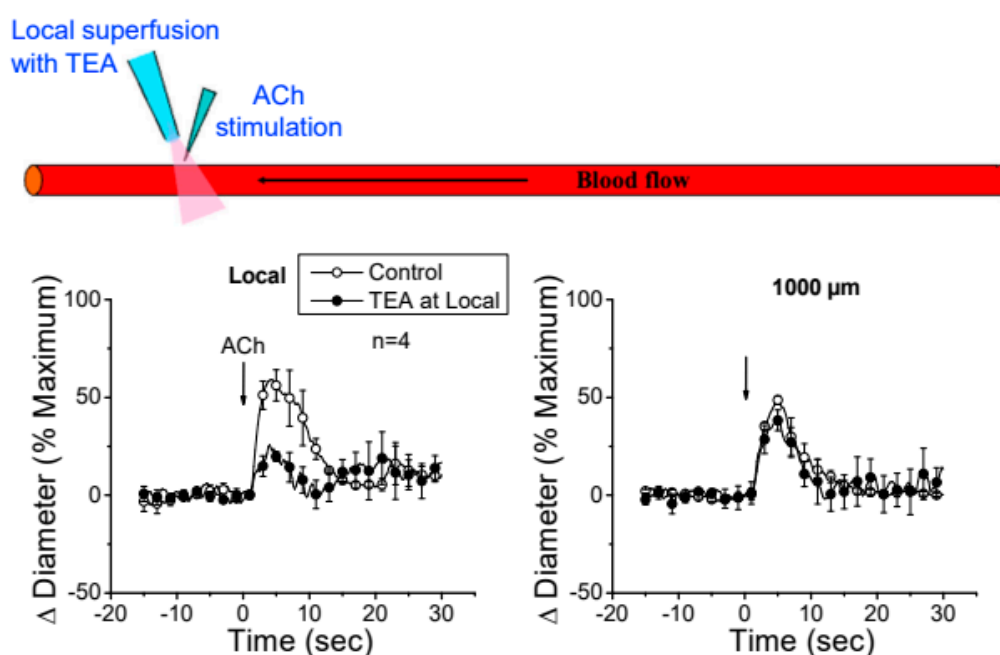 Local superfusion
with TEA
ACh
stimulation
Blood flow
Local
Control
TEA at Local
n=4
ACh
100
50
0
-50
-10
0
10
20
30
Δ Diameter (% Maximum)
Time (sec)
1000 µm
100
50
0
-50
-10
0
10
20
30
Δ Diameter (% Maximum)
Time (sec)